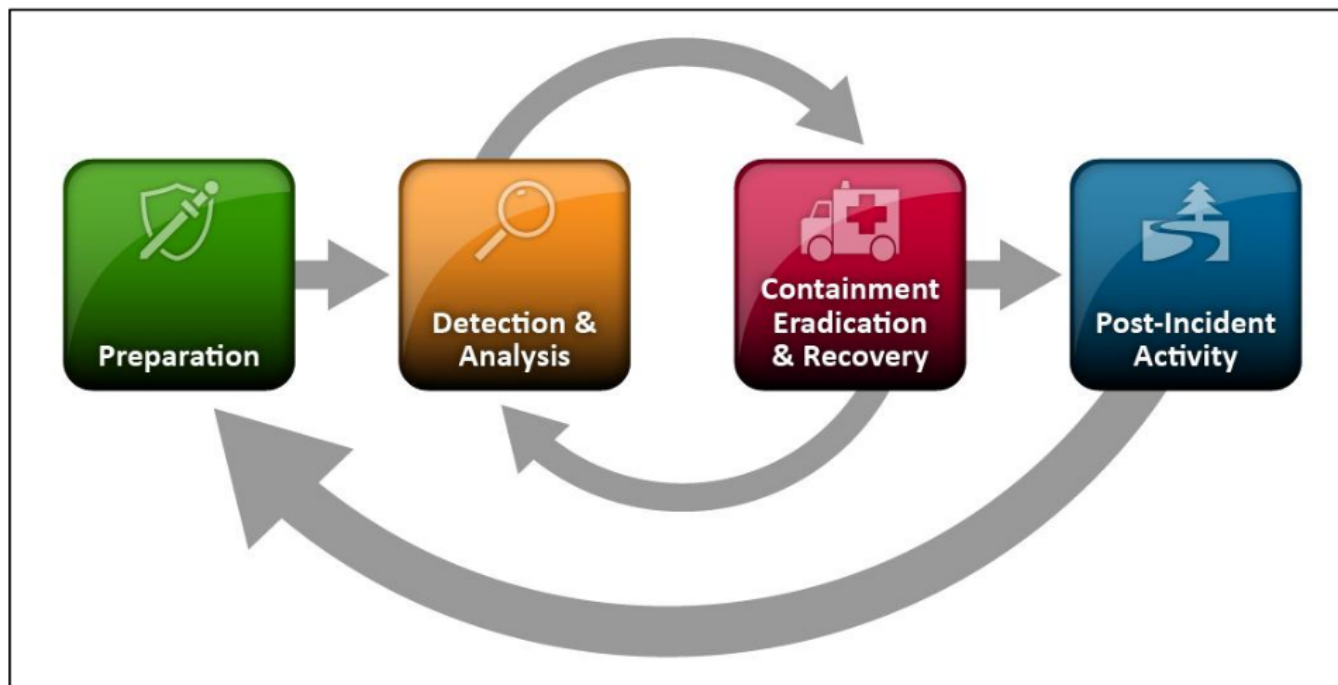 Preparation
Detection &
Analysis
Containment
Eradication
& Recovery
Post-Incident
Activity